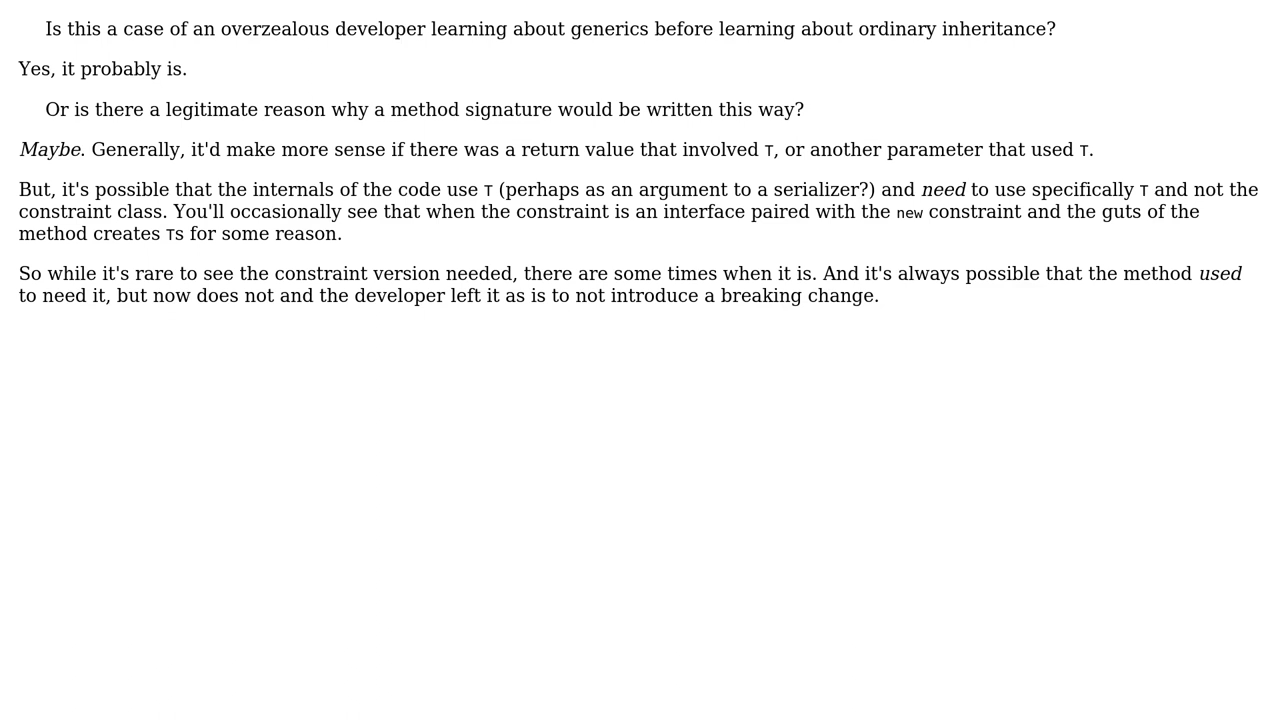 Is this a case of an overzealous developer learning about generics before learning about ordinary inheritance?
Yes, it probably is.
Or is there a legitimate reason why a method signature would be written this way?
Maybe. Generally, it'd make more sense if there was a return value that involved T, or another parameter that used T.
But, it's possible that the internals of the code use T (perhaps as an argument to a serializer?) and need to use specifically T and not the
constraint class. You'll occasionally see that when the constraint is an interface paired with the new constraint and the guts of the
method creates Ts for some reason.
So while it's rare to see the constraint version needed, there are some times when it is. And it's always possible that the method used
to need it, but now does not and the developer left it as is to not introduce a breaking change.